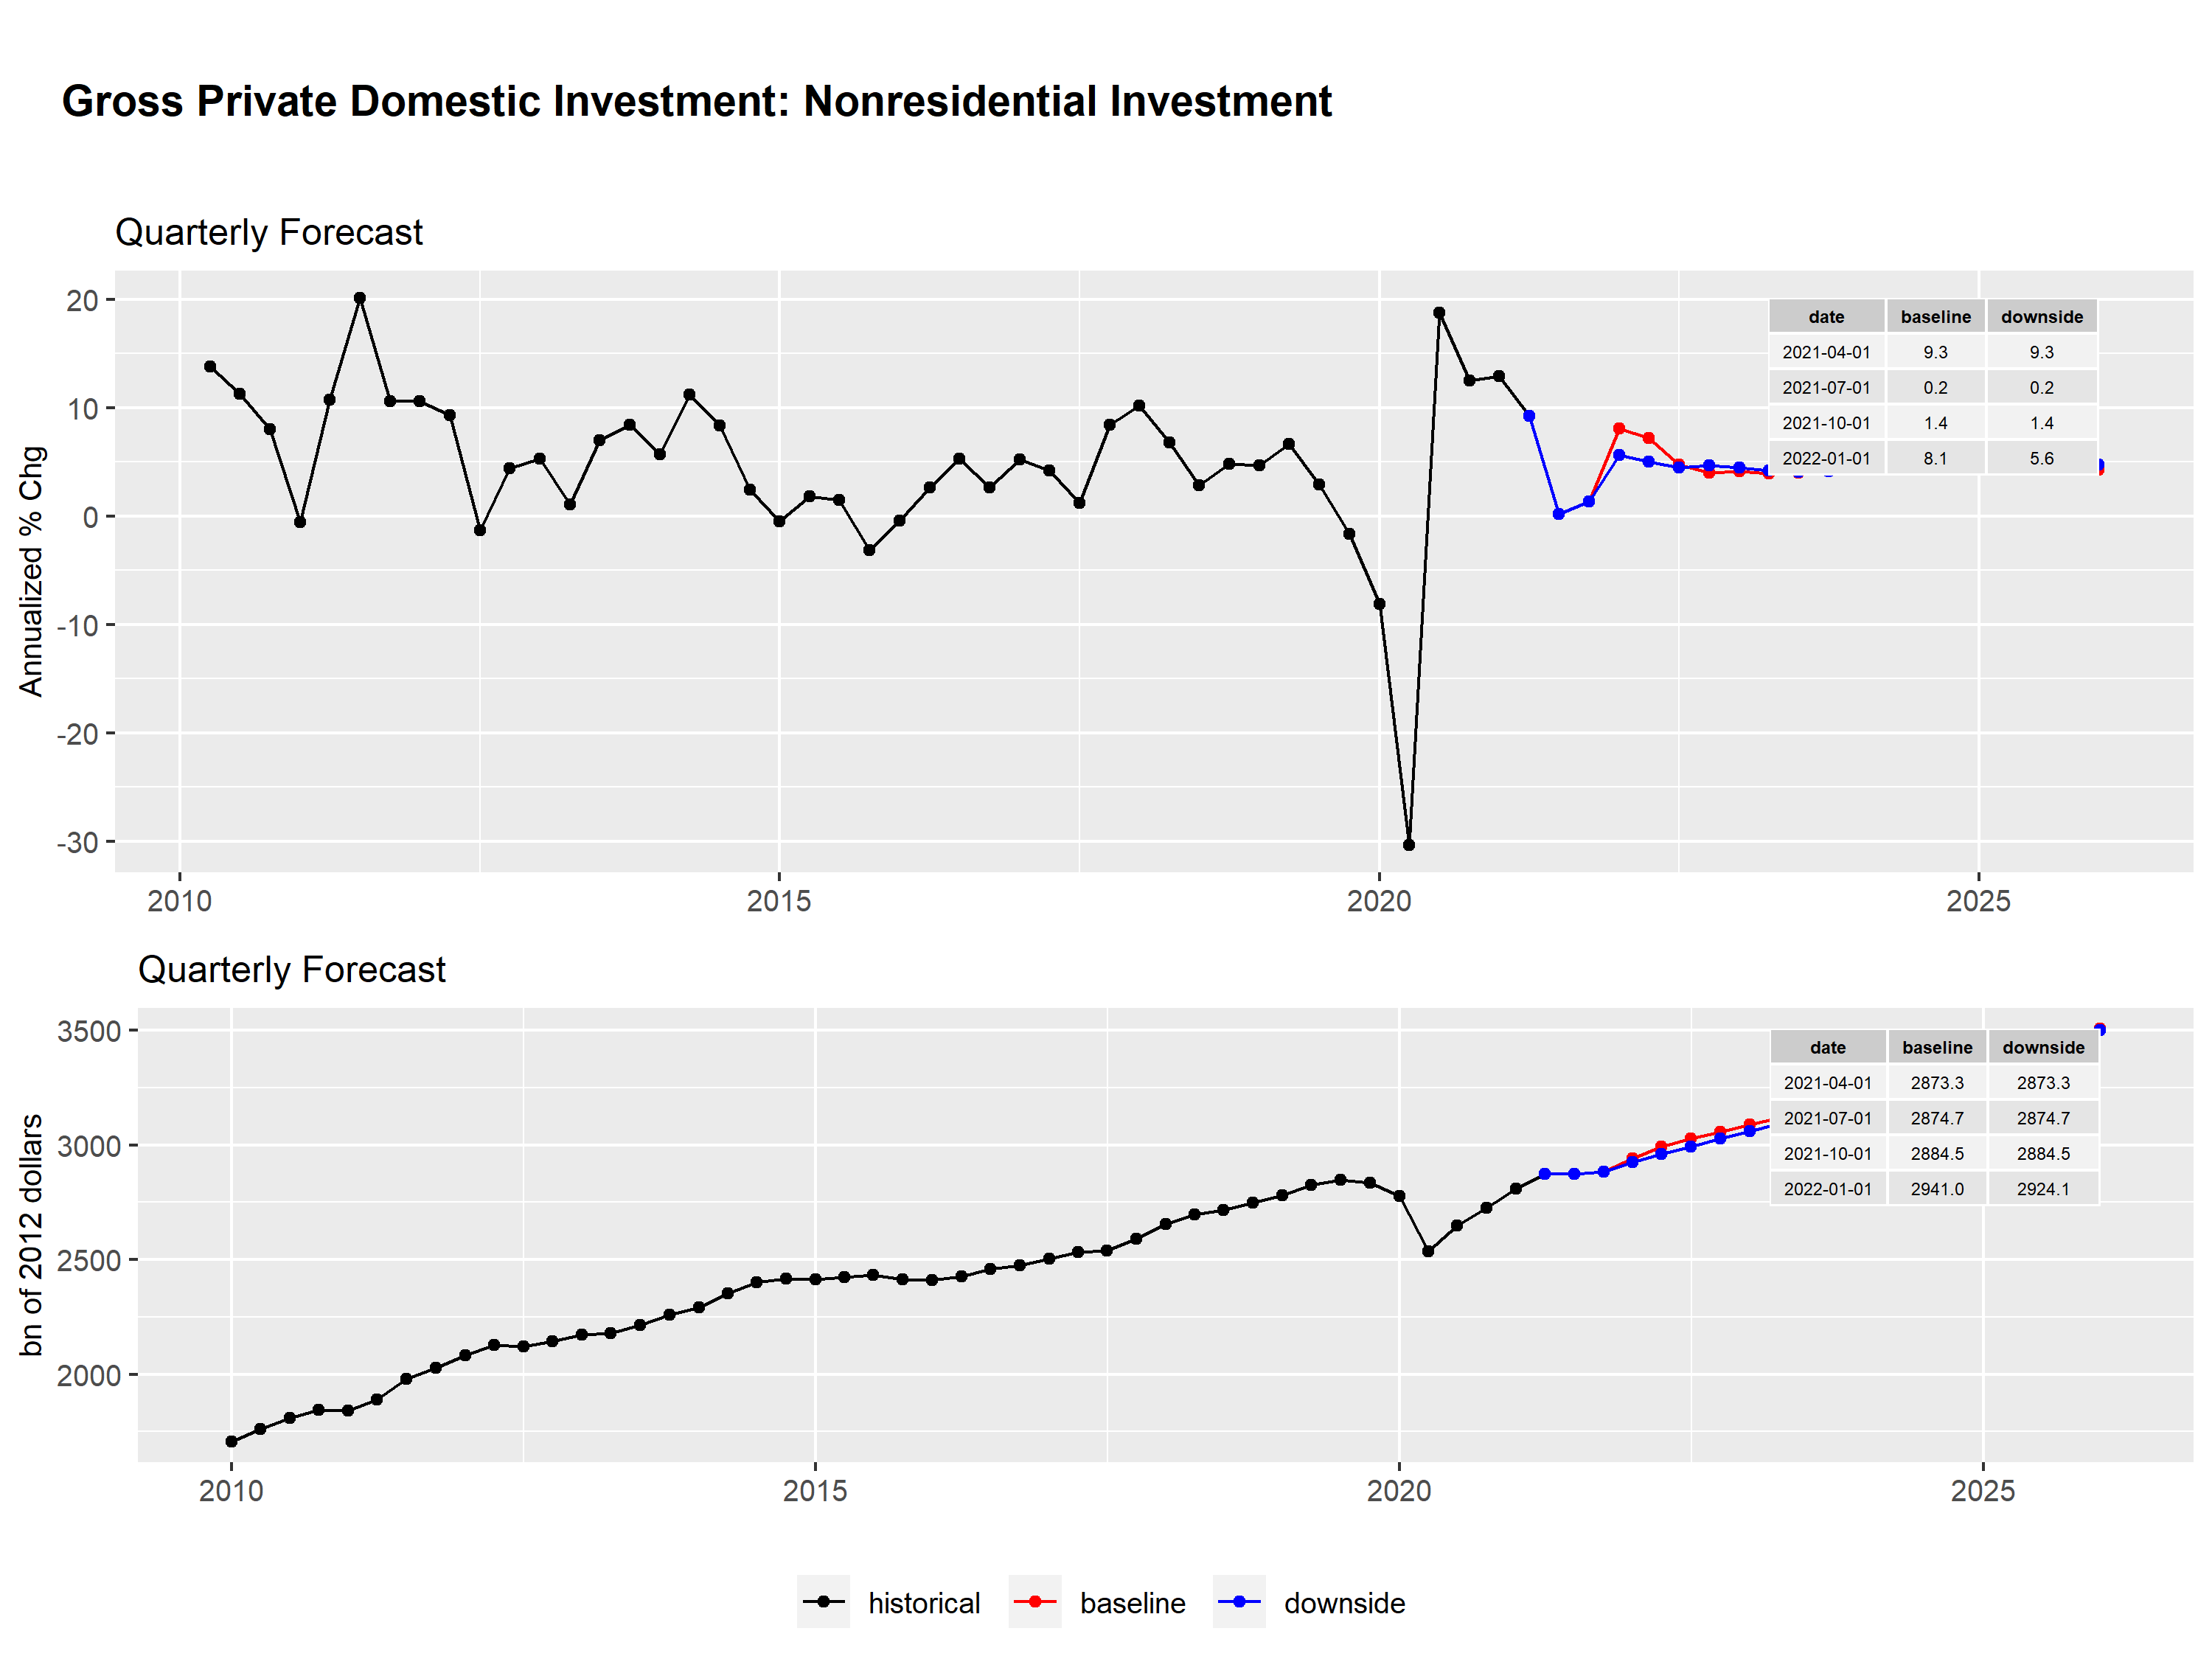 Gross Private Domestic Investment: Nonresidential Investment
Quarterly Forecast
Annualized % Chg
20
10
0
-10
-20
-30
date baseline downside
2021-04-01 9.3 9.3
2021-07-01 0.2 0.2
2021-10-01 1.4 1.4
2022-01-01 8.1 5.6
2010 2015 2020 2025
Quarterly Forecast
bn of 2012 dollars
3500
3000
2500
2000
date baseline downside
2021-04-01 2873.3 2873.3
2021-07-01 2874.7 2874.7
2021-10-01 2884.5 2884.5
2022-01-01 2941.0 2924.1
2010 2015 2020 2025
historical baseline downside